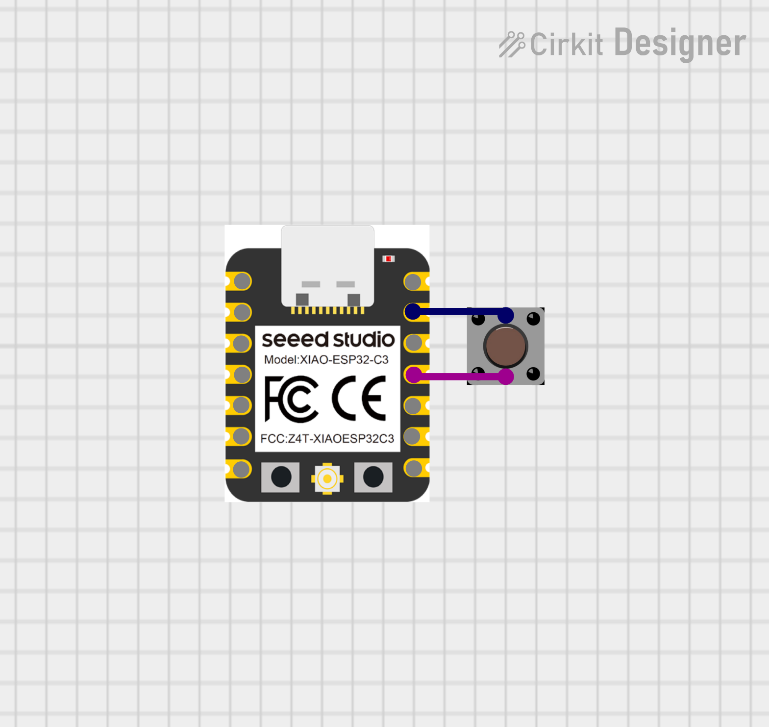 Cirkit Designer
seeed studio
Model:XIAO-ESP32-C3
FC CE
FCC:Z4T-XIAOESP32C3